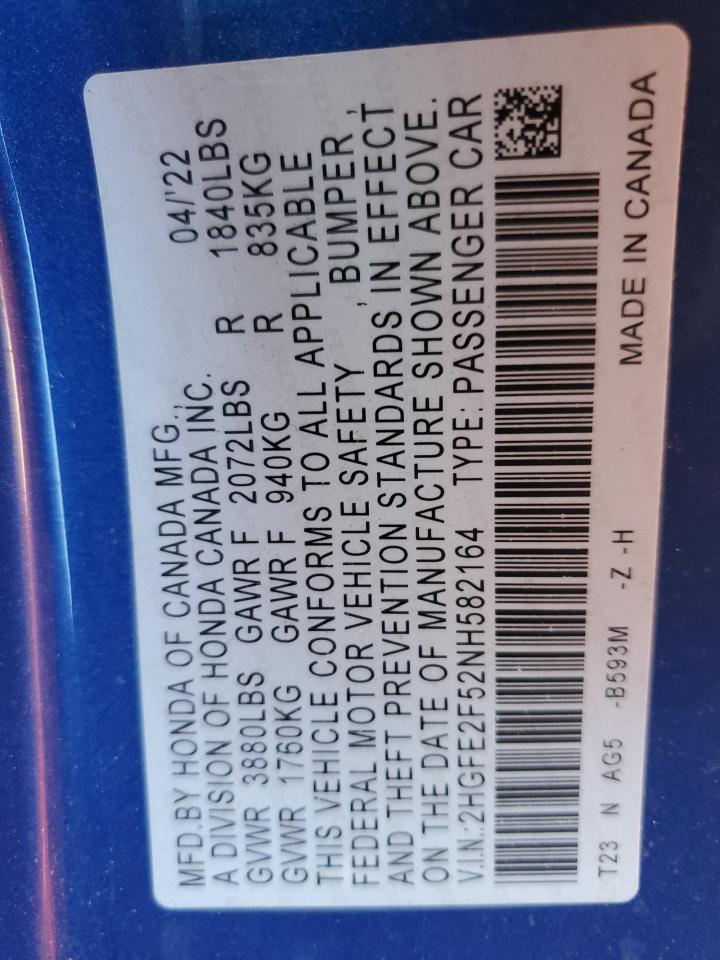 MFD.BY HONDA OF CANADA MFG., 04/'22
A DIVISION OF HONDA CANADA INC.
GVWR 3880LBS GAWR F 2072LBS R 1840LBS
GVWR 1760KG GAWR F 940KG R 835KG
THIS VEHICLE CONFORMS TO ALL APPLICABLE
FEDERAL MOTOR VEHICLE SAFETY , BUMPER ,
AND THEFT PREVENTION STANDARDS IN EFFECT
ON THE DATE OF MANUFACTURE SHOWN ABOVE.
V.I.N.:2HGFE2F52NH582164 TYPE: PASSENGER CAR
T23 N AG5 -B593M -Z -H MADE IN CANADA